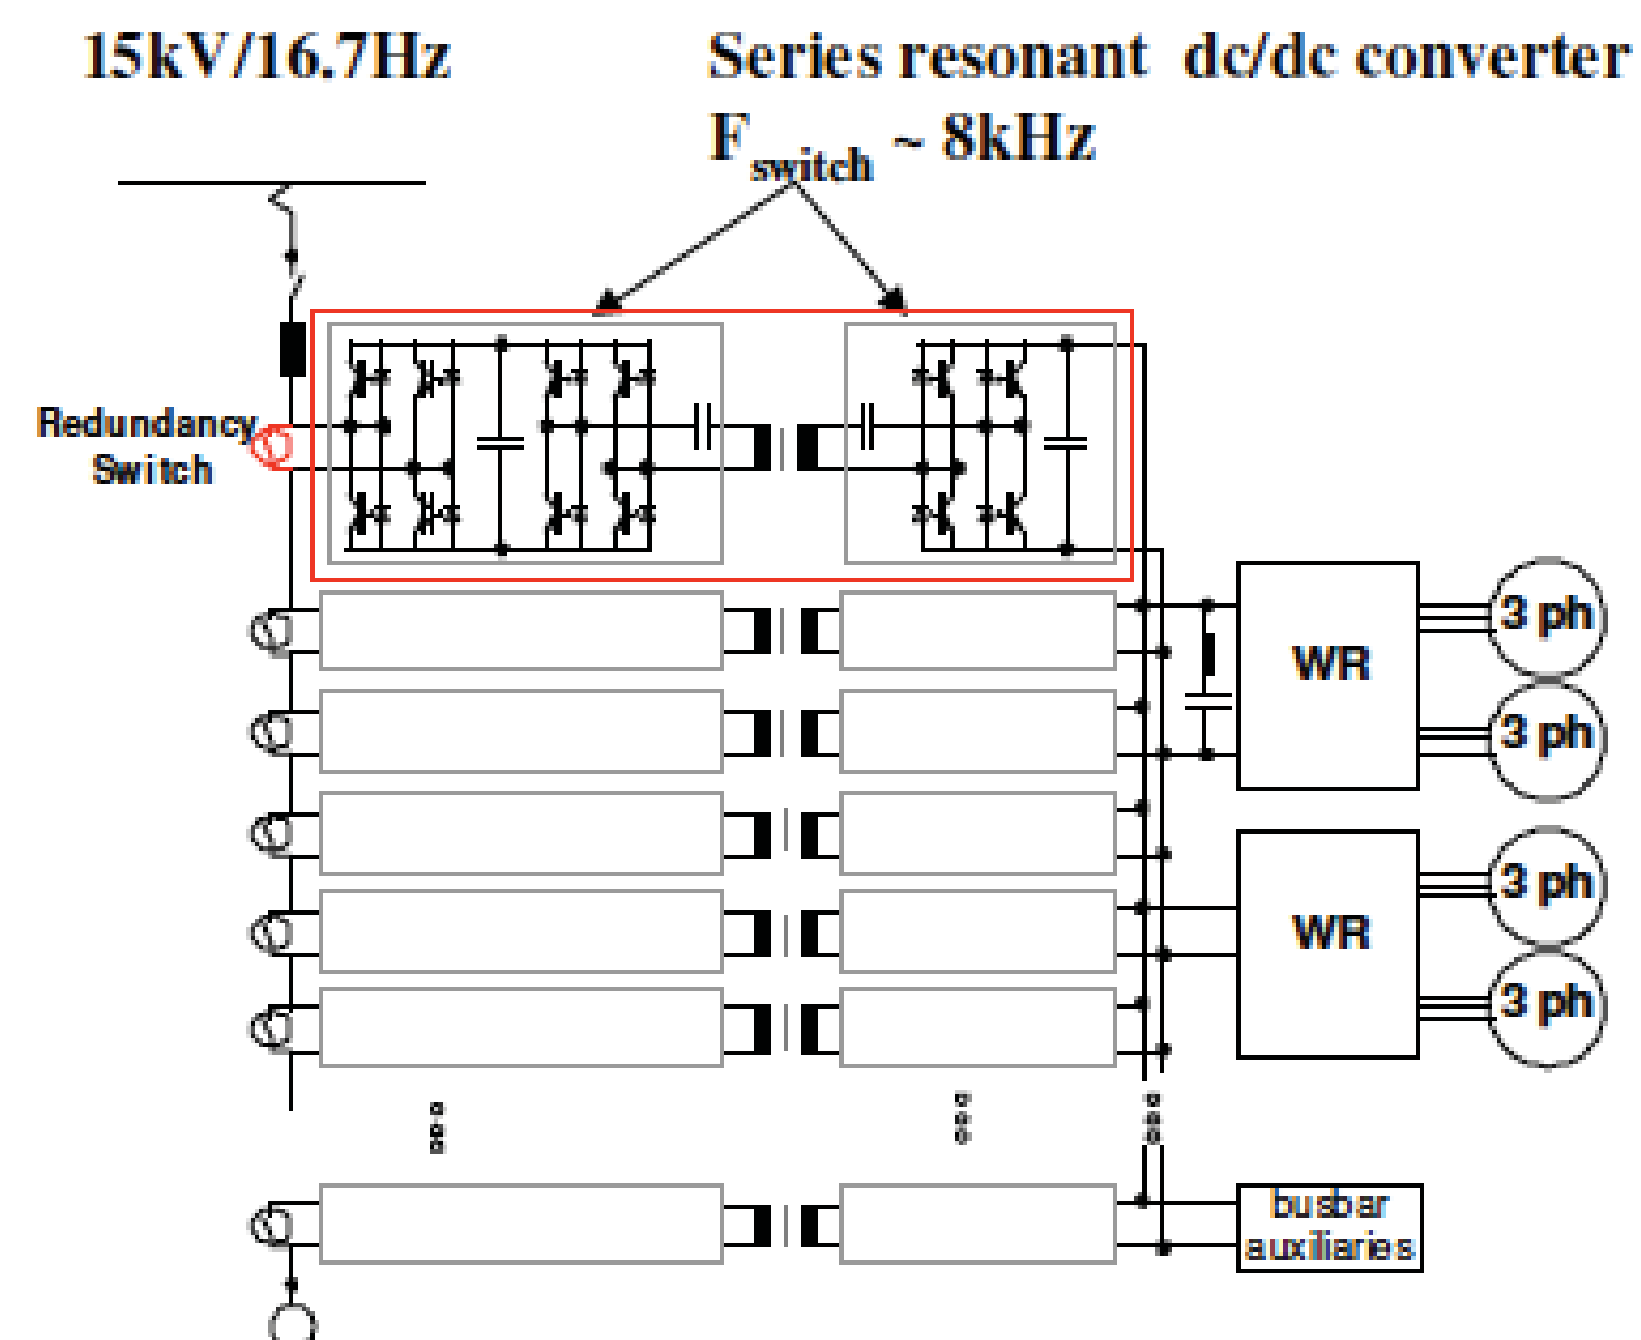 15kV/16.7Hz
Series resonant dc/dc converter
Fswitch ~ 8kHz
Redundancy
Switch
WR
3 ph
3 ph
WR
3 ph
3 ph
busbar
auxiliaries